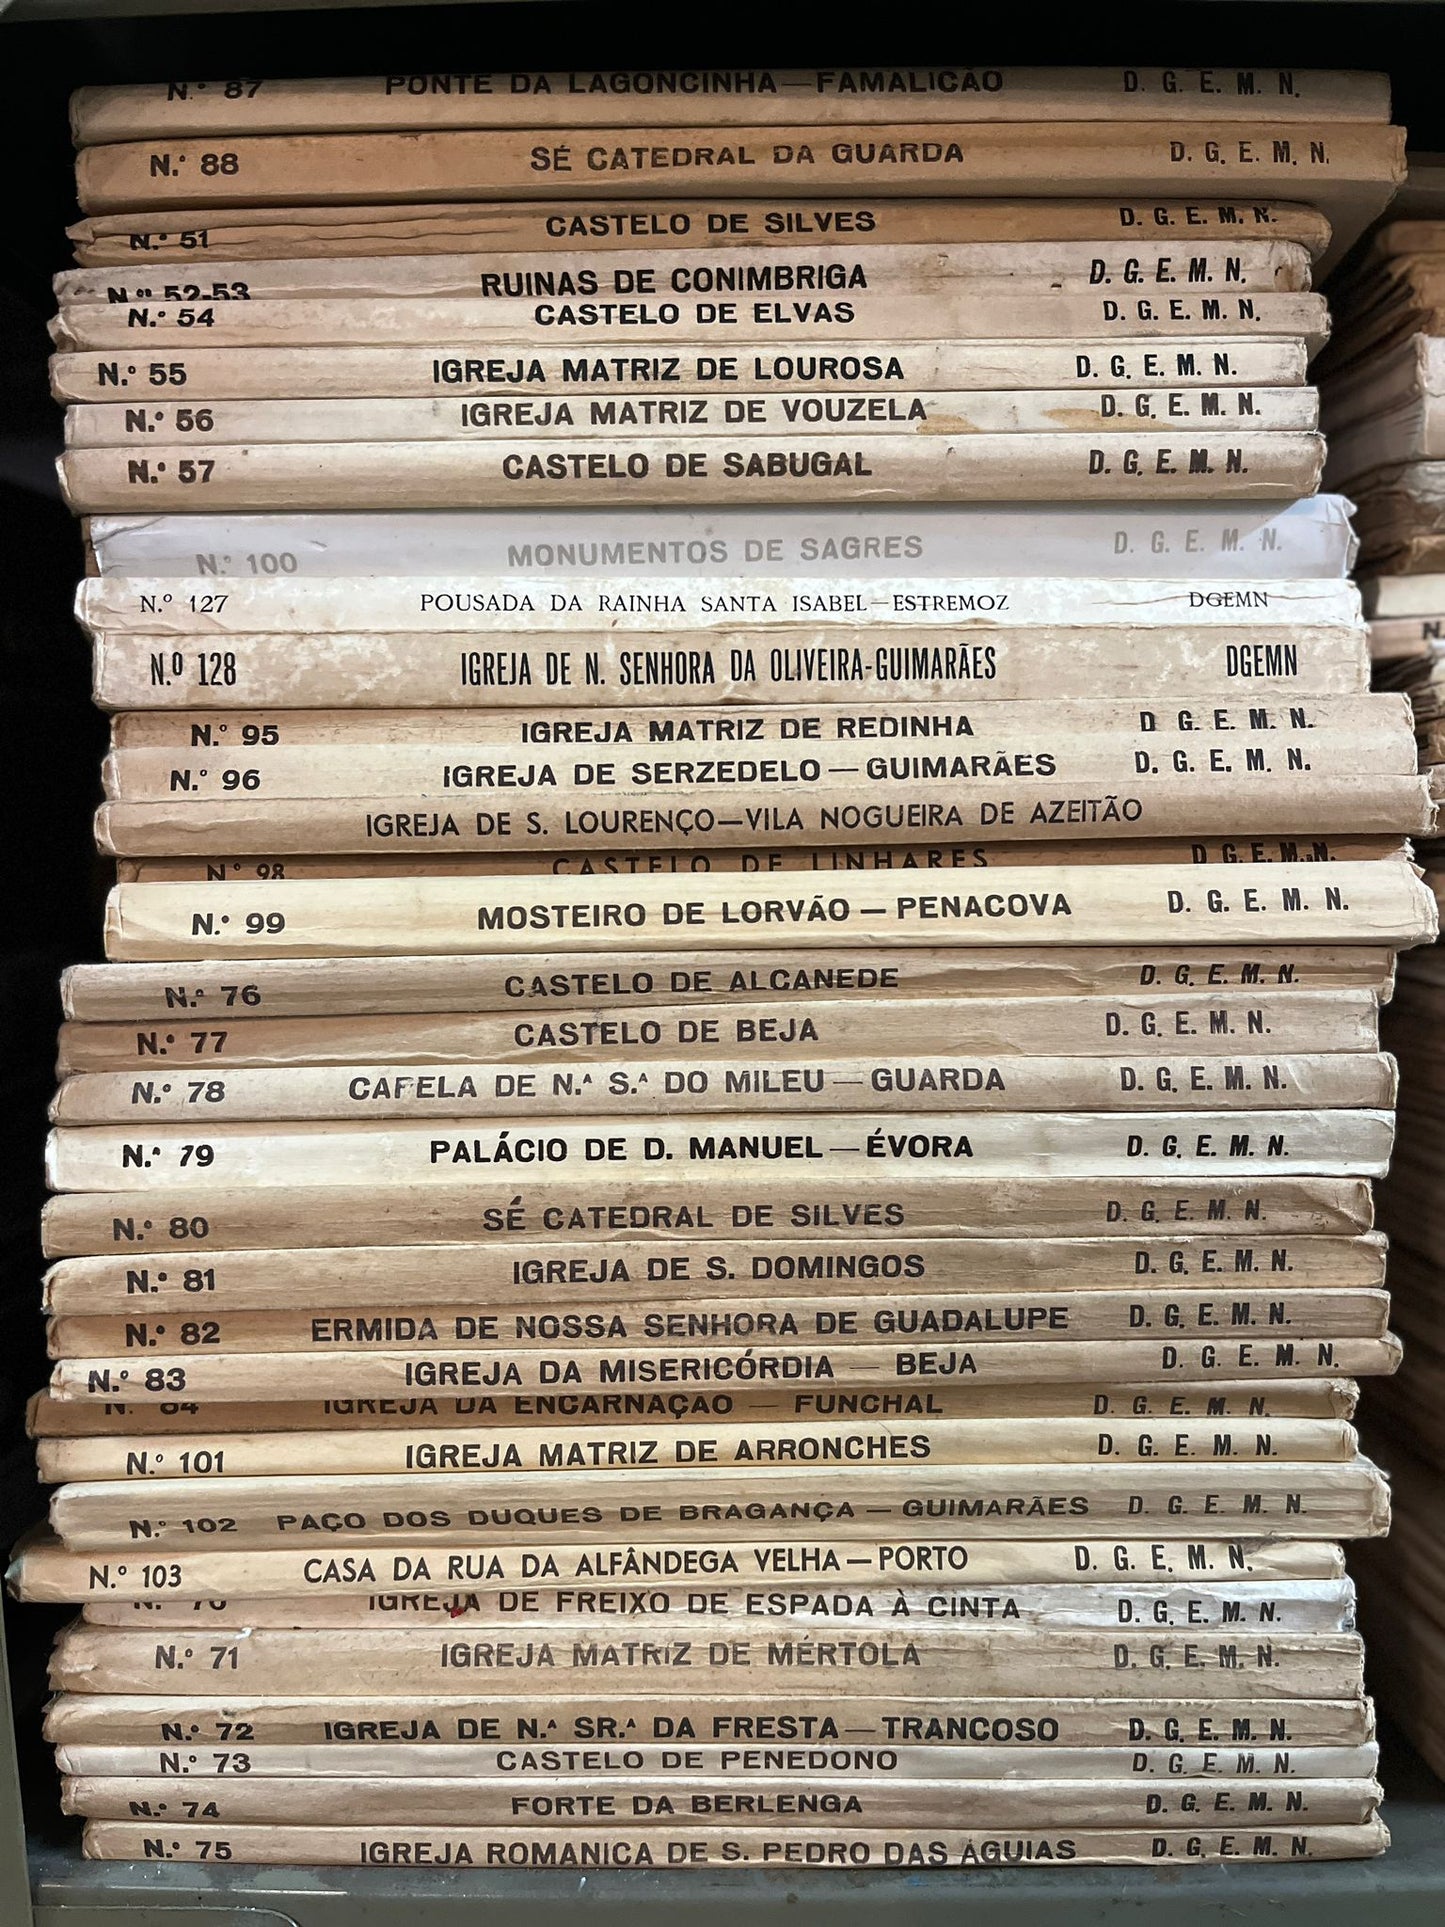 N.º 87 PONTE DA LAGONCINHA—FAMALICÃO D. G. E. M. N.
N.º 88 SÉ CATEDRAL DA GUARDA D. G. E. M. N.
N.º 51 CASTELO DE SILVES D. G. E. M. N.
N.os 52-53 RUINAS DE CONIMBRIGA D. G. E. M. N.
N.º 54 CASTELO DE ELVAS D. G. E. M. N.
N.º 55 IGREJA MATRIZ DE LOUROSA D. G. E. M. N.
N.º 56 IGREJA MATRIZ DE VOUZELA D. G. E. M. N.
N.º 57 CASTELO DE SABUGAL D. G. E. M. N.
N.º 100 MONUMENTOS DE SAGRES D. G. E. M. N.
N.º 127 POUSADA DA RAINHA SANTA ISABEL—ESTREMOZ DGEMN
N.º 128 IGREJA DE N. SENHORA DA OLIVEIRA-GUIMARÃES DGEMN
N.º 95 IGREJA MATRIZ DE REDINHA D. G. E. M. N.
N.º 96 IGREJA DE SERZEDELO — GUIMARÃES D. G. E. M. N.
IGREJA DE S. LOURENÇO—VILA NOGUEIRA DE AZEITÃO
N.º 98 CASTELO DE LINHARES D. G. E. M. N.
N.º 99 MOSTEIRO DE LORVÃO — PENACOVA D. G. E. M. N.
N.º 76 CASTELO DE ALCANEDE D. G. E. M. N.
N.º 77 CASTELO DE BEJA D. G. E. M. N.
N.º 78 CAPELA DE N.ª S.ª DO MILEU — GUARDA D. G. E. M. N.
N.º 79 PALÁCIO DE D. MANUEL — ÉVORA D. G. E. M. N.
N.º 80 SÉ CATEDRAL DE SILVES D. G. E. M. N.
N.º 81 IGREJA DE S. DOMINGOS D. G. E. M. N.
N.º 82 ERMIDA DE NOSSA SENHORA DE GUADALUPE D. G. E. M. N.
N.º 83 IGREJA DA MISERICÓRDIA — BEJA D. G. E. M. N.
N.º 84 IGREJA DA ENCARNAÇÃO — FUNCHAL D. G. E. M. N.
N.º 101 IGREJA MATRIZ DE ARRONCHES D. G. E. M. N.
N.º 102 PAÇO DOS DUQUES DE BRAGANÇA — GUIMARÃES D. G. E. M. N.
N.º 103 CASA DA RUA DA ALFÂNDEGA VELHA — PORTO D. G. E. M. N.
N.º 70 IGREJA DE FREIXO DE ESPADA À CINTA D. G. E. M. N.
N.º 71 IGREJA MATRIZ DE MÉRTOLA D. G. E. M. N.
N.º 72 IGREJA DE N.ª SR.ª DA FRESTA — TRANCOSO D. G. E. M. N.
N.º 73 CASTELO DE PENEDONO D. G. E. M. N.
N.º 74 FORTE DA BERLENGA D. G. E. M. N.
N.º 75 IGREJA ROMANICA DE S. PEDRO DAS ÁGUIAS D. G. E. M. N.